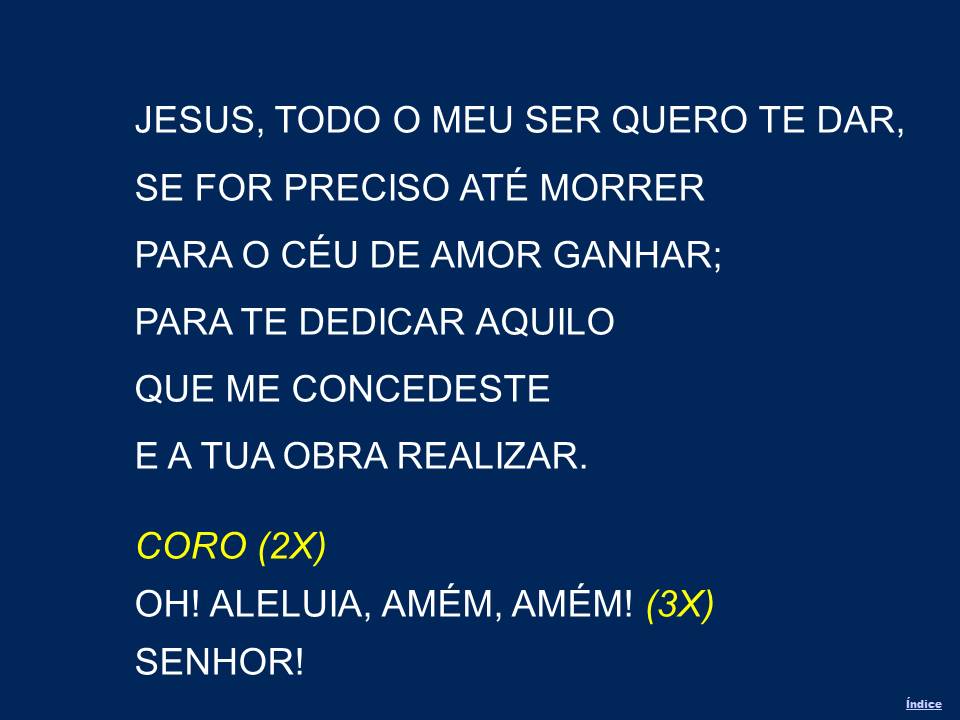 JESUS, TODO O MEU SER QUERO TE DAR,
SE FOR PRECISO ATÉ MORRER
PARA O CÉU DE AMOR GANHAR;
PARA TE DEDICAR AQUILO
QUE ME CONCEDESTE
E A TUA OBRA REALIZAR.
CORO (2X)
OH! ALELUIA, AMÉM, AMÉM! (3X)
SENHOR!
Índice